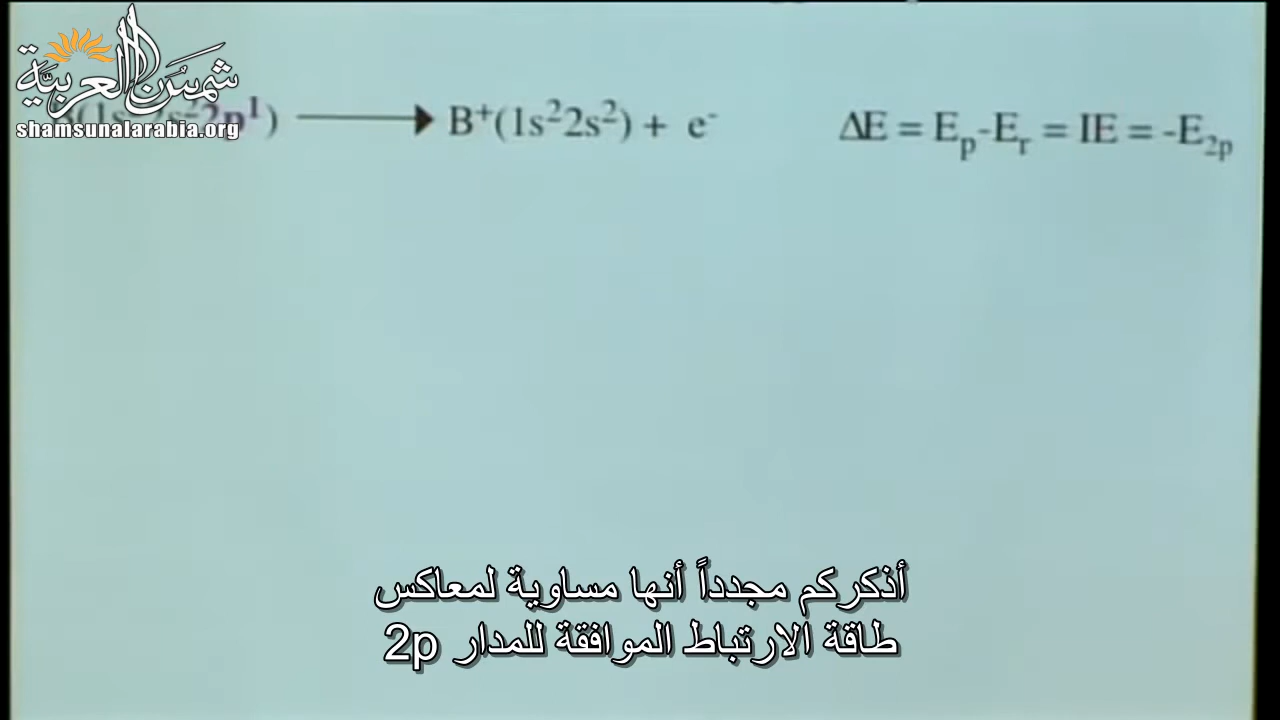 شمس العربية
shamsunalarabia.org
(1s²2s²2p¹) ⟶ B⁺(1s²2s²) + e⁻ ΔE = Eₚ-Eᵣ = IE = -E₂ₚ
أذكركم مجدداً أنها مساوية لمعاكس
طاقة الارتباط الموافقة للمدار 2p